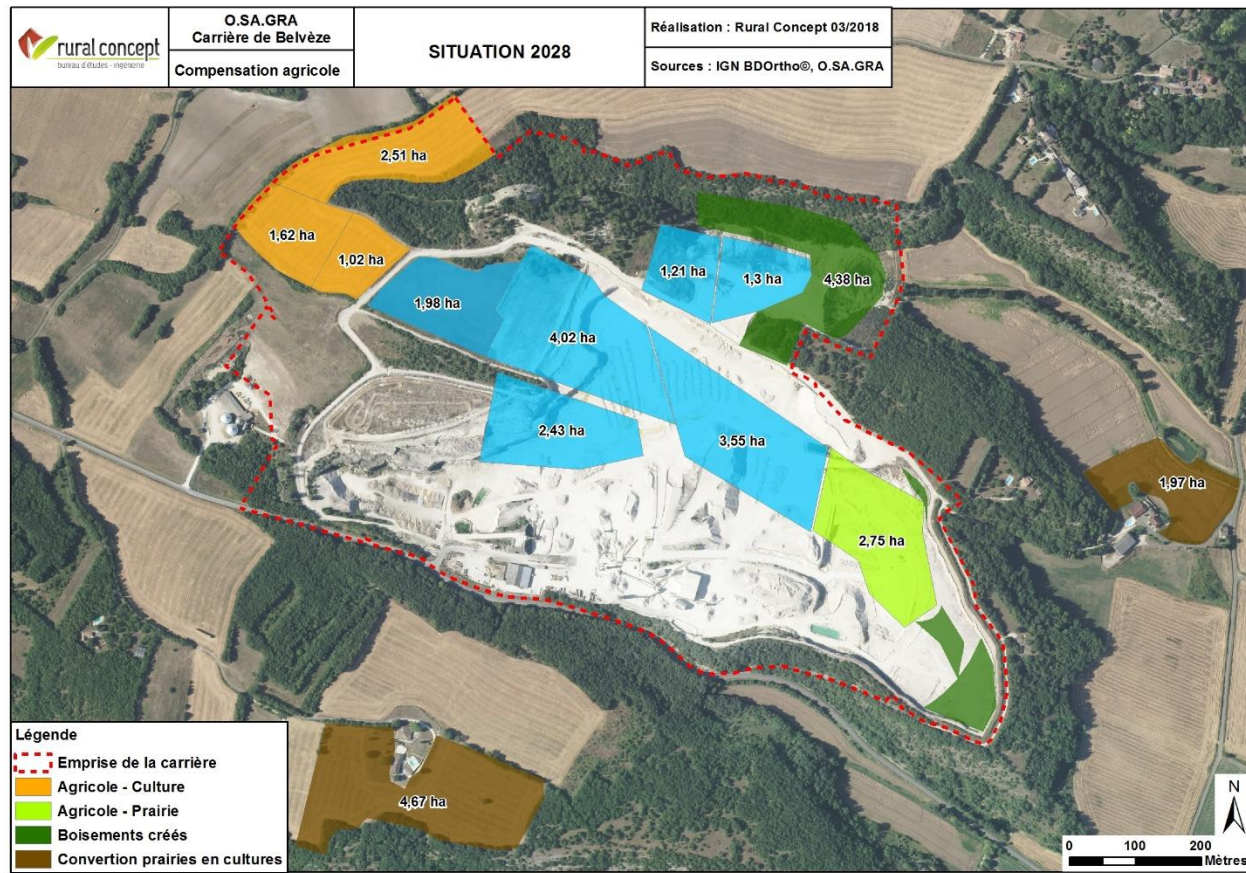 rural concept
bureau d'études - ingénierie
O.SA.GRA
Carrière de Belvèze
Compensation agricole
SITUATION 2028
Réalisation : Rural Concept 03/2018
Sources : IGN BDOrtho®, O.SA.GRA
2,51 ha
1,62 ha
1,02 ha
1,98 ha
4,02 ha
1,21 ha
1,3 ha
4,38 ha
2,43 ha
3,55 ha
2,75 ha
1,97 ha
4,67 ha
Légende
Emprise de la carrière
Agricole - Culture
Agricole - Prairie
Boisements créés
Convertion prairies en cultures
N
0 100 200
Mètres